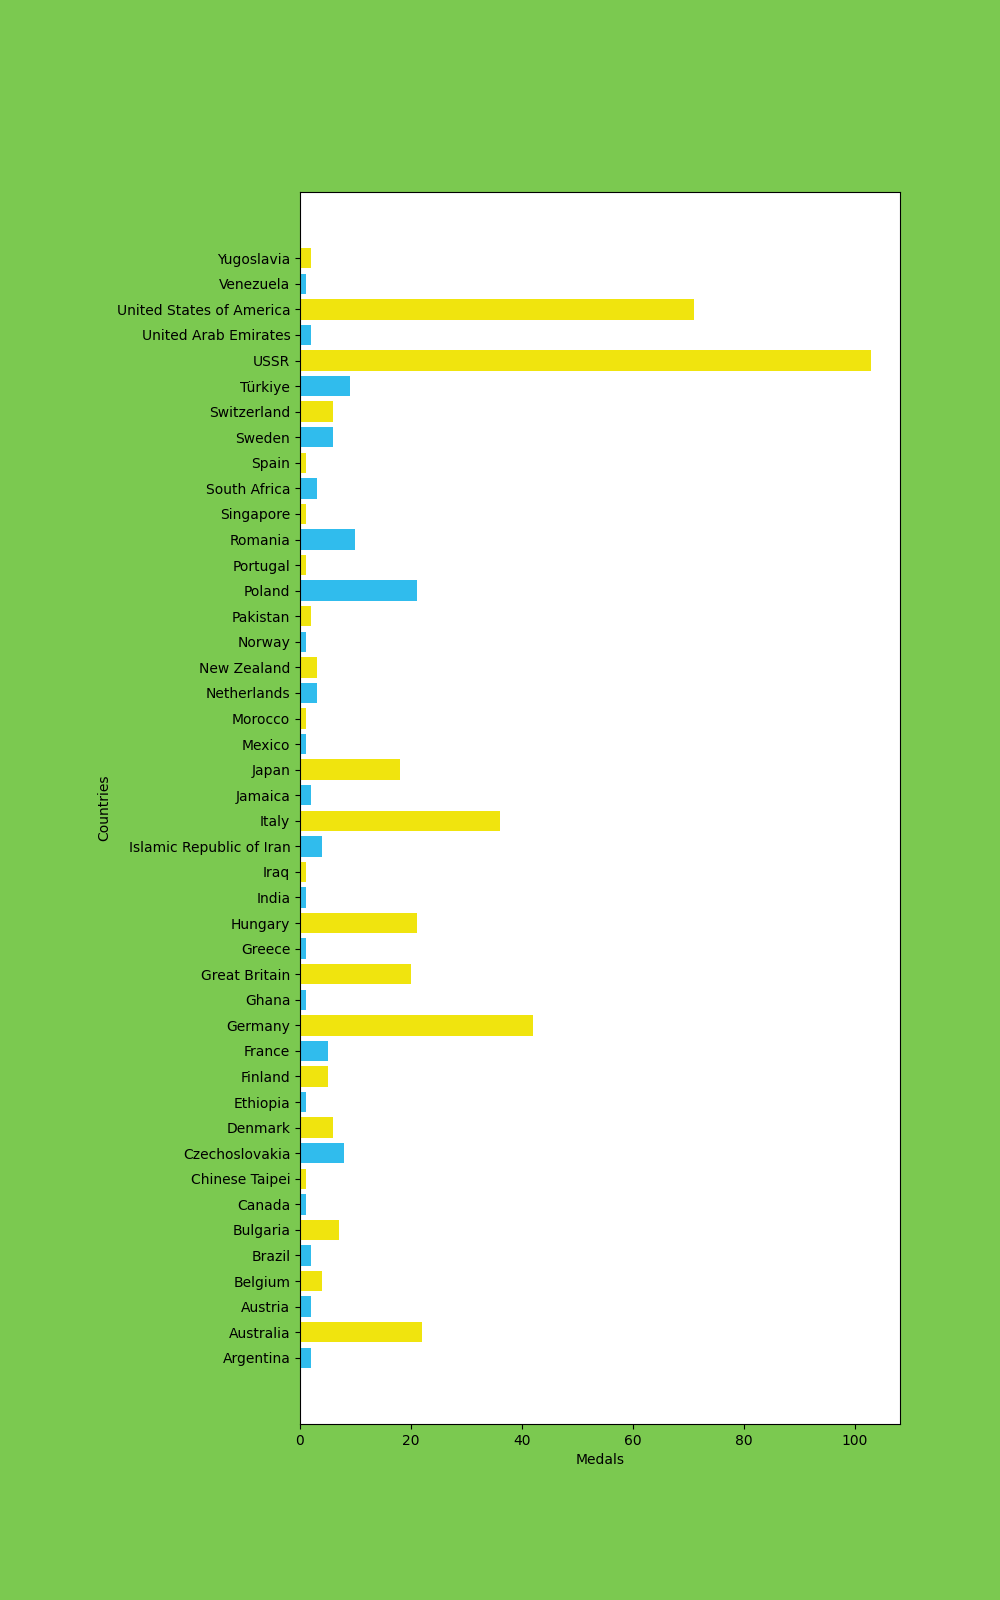 Yugoslavia
Venezuela
United States of America
United Arab Emirates
USSR
Türkiye
Switzerland
Sweden
Spain
South Africa
Singapore
Romania
Portugal
Poland
Pakistan
Norway
New Zealand
Netherlands
Morocco
Mexico
Japan
Jamaica
Italy
Islamic Republic of Iran
Iraq
India
Hungary
Greece
Great Britain
Ghana
Germany
France
Finland
Ethiopia
Denmark
Czechoslovakia
Chinese Taipei
Canada
Bulgaria
Brazil
Belgium
Austria
Australia
Argentina
Countries
0 20 40 60 80 100
Medals